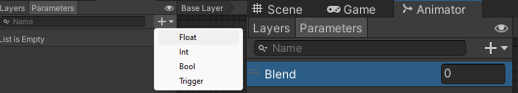 Layers Parameters Base Layer
Name
List is Empty
Float
Int
Bool
Trigger
Scene Game Animator
Layers Parameters
Name
Blend 0